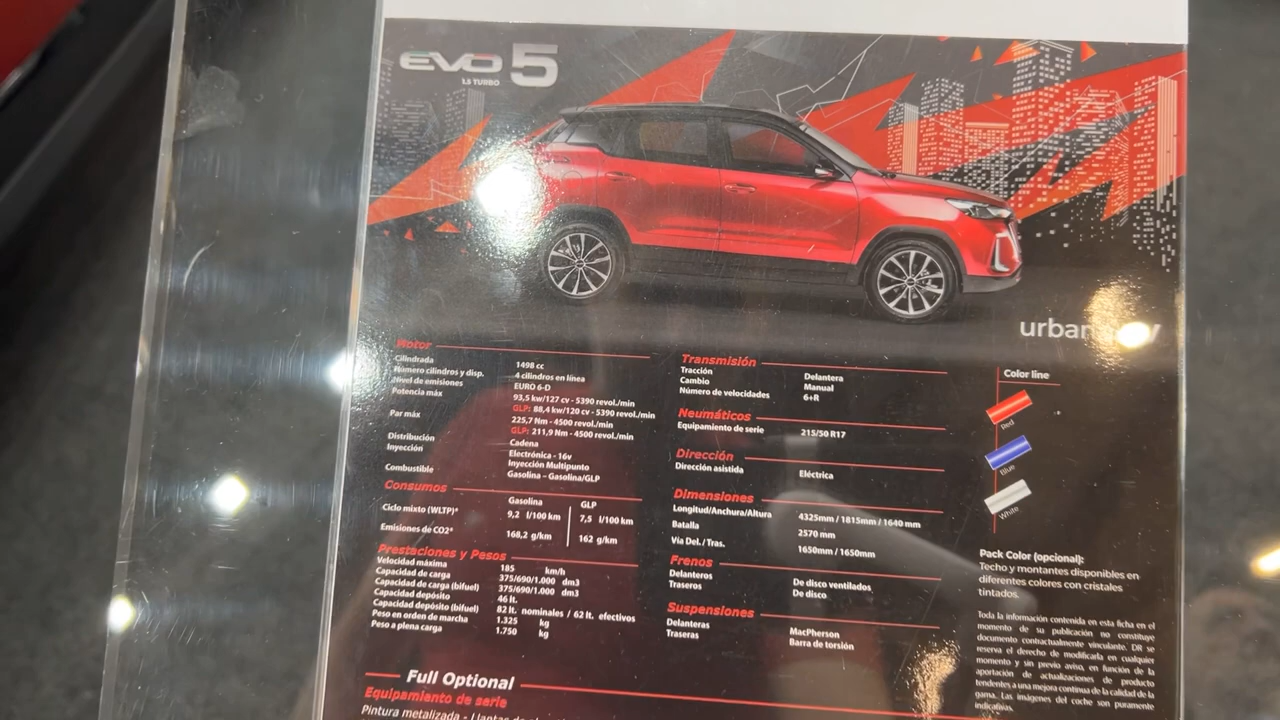 EVO 5
1.5 TURBO
urban
Motor
Cilindrada 1498 cc
Número cilindros y disp. 4 cilindros en línea
Nivel de emisiones EURO 6-D
Potencia máx 93,5 kw/127 cv - 5390 revol./min
GLP: 88,4 kw/120 cv - 5390 revol./min
Par máx 225,7 Nm - 4500 revol./min
GLP: 211,9 Nm - 4500 revol./min
Distribución Cadena
Inyección Electrónica - 16v
Inyección Multipunto
Combustible Gasolina – Gasolina/GLP
Consumos
Gasolina GLP
Ciclo mixto (WLTP)* 9,2 l/100 km 7,5 l/100 km
Emisiones de CO2* 168,2 g/km 162 g/km
Prestaciones y Pesos
Velocidad máxima 185 km/h
Capacidad de carga 375/690/1.000 dm3
Capacidad de carga (bifuel) 375/690/1.000 dm3
Capacidad depósito 46 lt.
Capacidad depósito (bifuel) 82 lt. nominales / 62 lt. efectivos
Peso en orden de marcha 1.325 kg
Peso a plena carga 1.750 kg
Transmisión
Tracción Delantera
Cambio Manual
Número de velocidades 6+R
Neumáticos
Equipamiento de serie 215/50 R17
Dirección
Dirección asistida Eléctrica
Dimensiones
Longitud/Anchura/Altura 4325mm / 1815mm / 1640 mm
Batalla 2570 mm
Vía Del. / Tras. 1650mm / 1650mm
Frenos
Delanteros De disco ventilados
Traseros De disco
Suspensiones
Delanteras MacPherson
Traseras Barra de torsión
Color line
Red
Blue
White
Pack Color (opcional):
Techo y montantes disponibles en
diferentes colores con cristales
tintados.
Toda la información contenida en esta ficha en el
momento de su publicación no constituye
documento contractualmente vinculante. DR se
reserva el derecho de modificarla en cualquier
momento y sin previo aviso, en función de la
aportación de actualizaciones de producto
tendentes a una mejora continua de la calidad de la
gama. Las imágenes del coche son puramente
indicativas.
Full Optional
Equipamiento de serie
Pintura metalizada - Llantas de